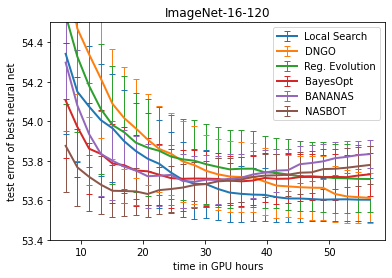 ImageNet-16-120
test error of best neural net
54.4
54.2
54.0
53.8
53.6
53.4
Local Search
DNGO
Reg. Evolution
BayesOpt
BANANAS
NASBOT
10 20 30 40 50
time in GPU hours